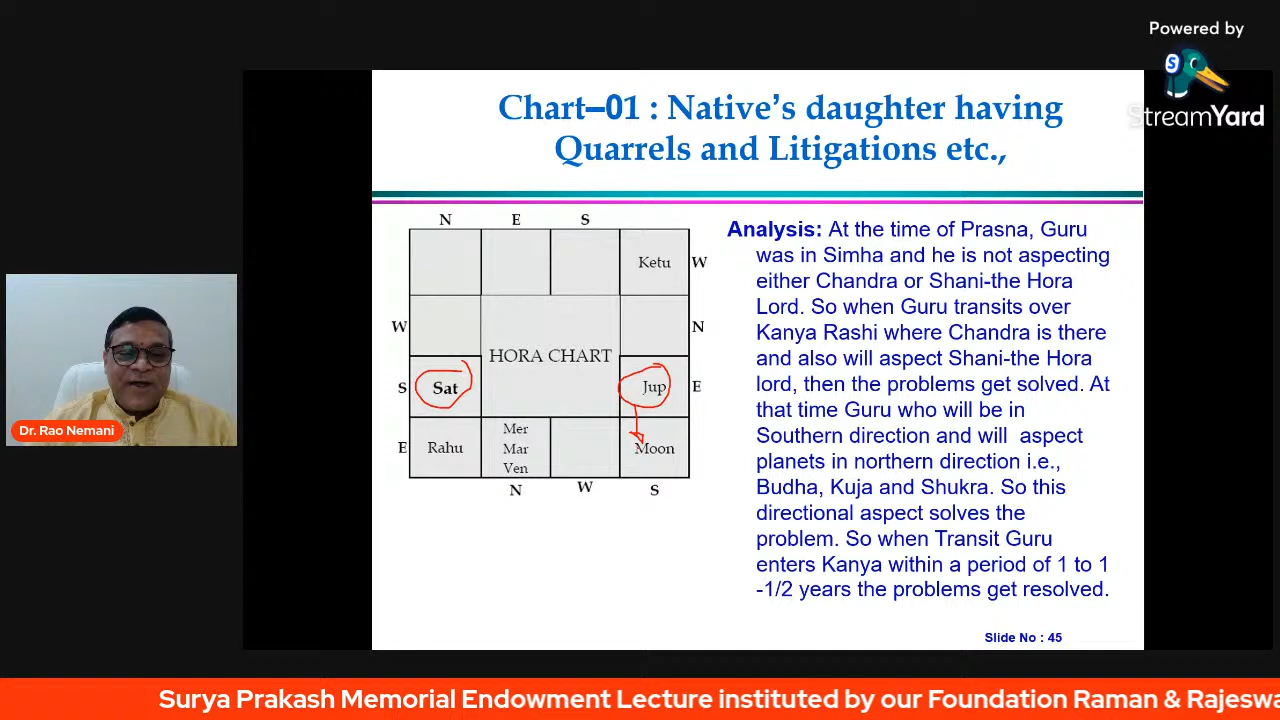 Powered by
StreamYard
Chart–01 : Native’s daughter having
Quarrels and Litigations etc.,
N E S
Ketu W
W N
HORA CHART
S Sat Jup E
E Rahu Mer Moon
Mar
Ven
N W S
Analysis: At the time of Prasna, Guru
was in Simha and he is not aspecting
either Chandra or Shani-the Hora
Lord. So when Guru transits over
Kanya Rashi where Chandra is there
and also will aspect Shani-the Hora
lord, then the problems get solved. At
that time Guru who will be in
Southern direction and will aspect
planets in northern direction i.e.,
Budha, Kuja and Shukra. So this
directional aspect solves the
problem. So when Transit Guru
enters Kanya within a period of 1 to 1
-1/2 years the problems get resolved.
Slide No : 45
Dr. Rao Nemani
Surya Prakash Memorial Endowment Lecture instituted by our Foundation Raman & Rajeswa